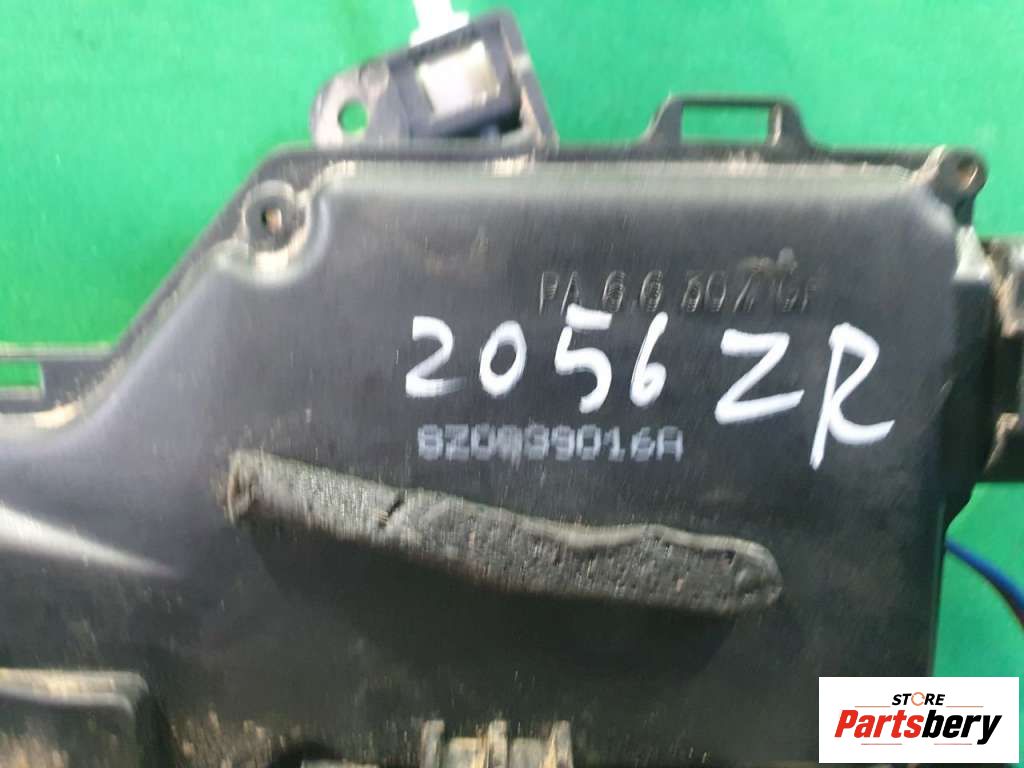 PA 6.6 30% GF
2056 ZR
8Z0839016A
STORE
Partsbery